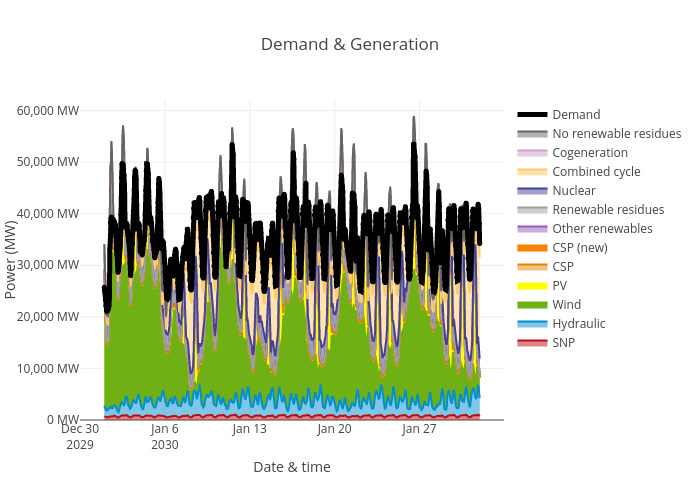 Demand & Generation
60,000 MW
50,000 MW
40,000 MW
30,000 MW
20,000 MW
10,000 MW
0 MW
Power (MW)
Dec 30
2029
Jan 6
2030
Jan 13
Jan 20
Jan 27
Date & time
Demand
No renewable residues
Cogeneration
Combined cycle
Nuclear
Renewable residues
Other renewables
CSP (new)
CSP
PV
Wind
Hydraulic
SNP